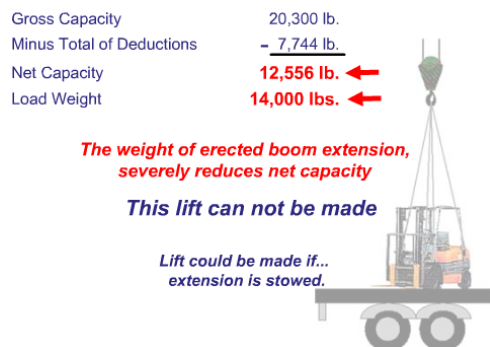 Gross Capacity 20,300 lb.
Minus Total of Deductions - 7,744 lb.
Net Capacity 12,556 lb.
Load Weight 14,000 lbs.
The weight of erected boom extension,
severely reduces net capacity
This lift can not be made
Lift could be made if...
extension is stowed.